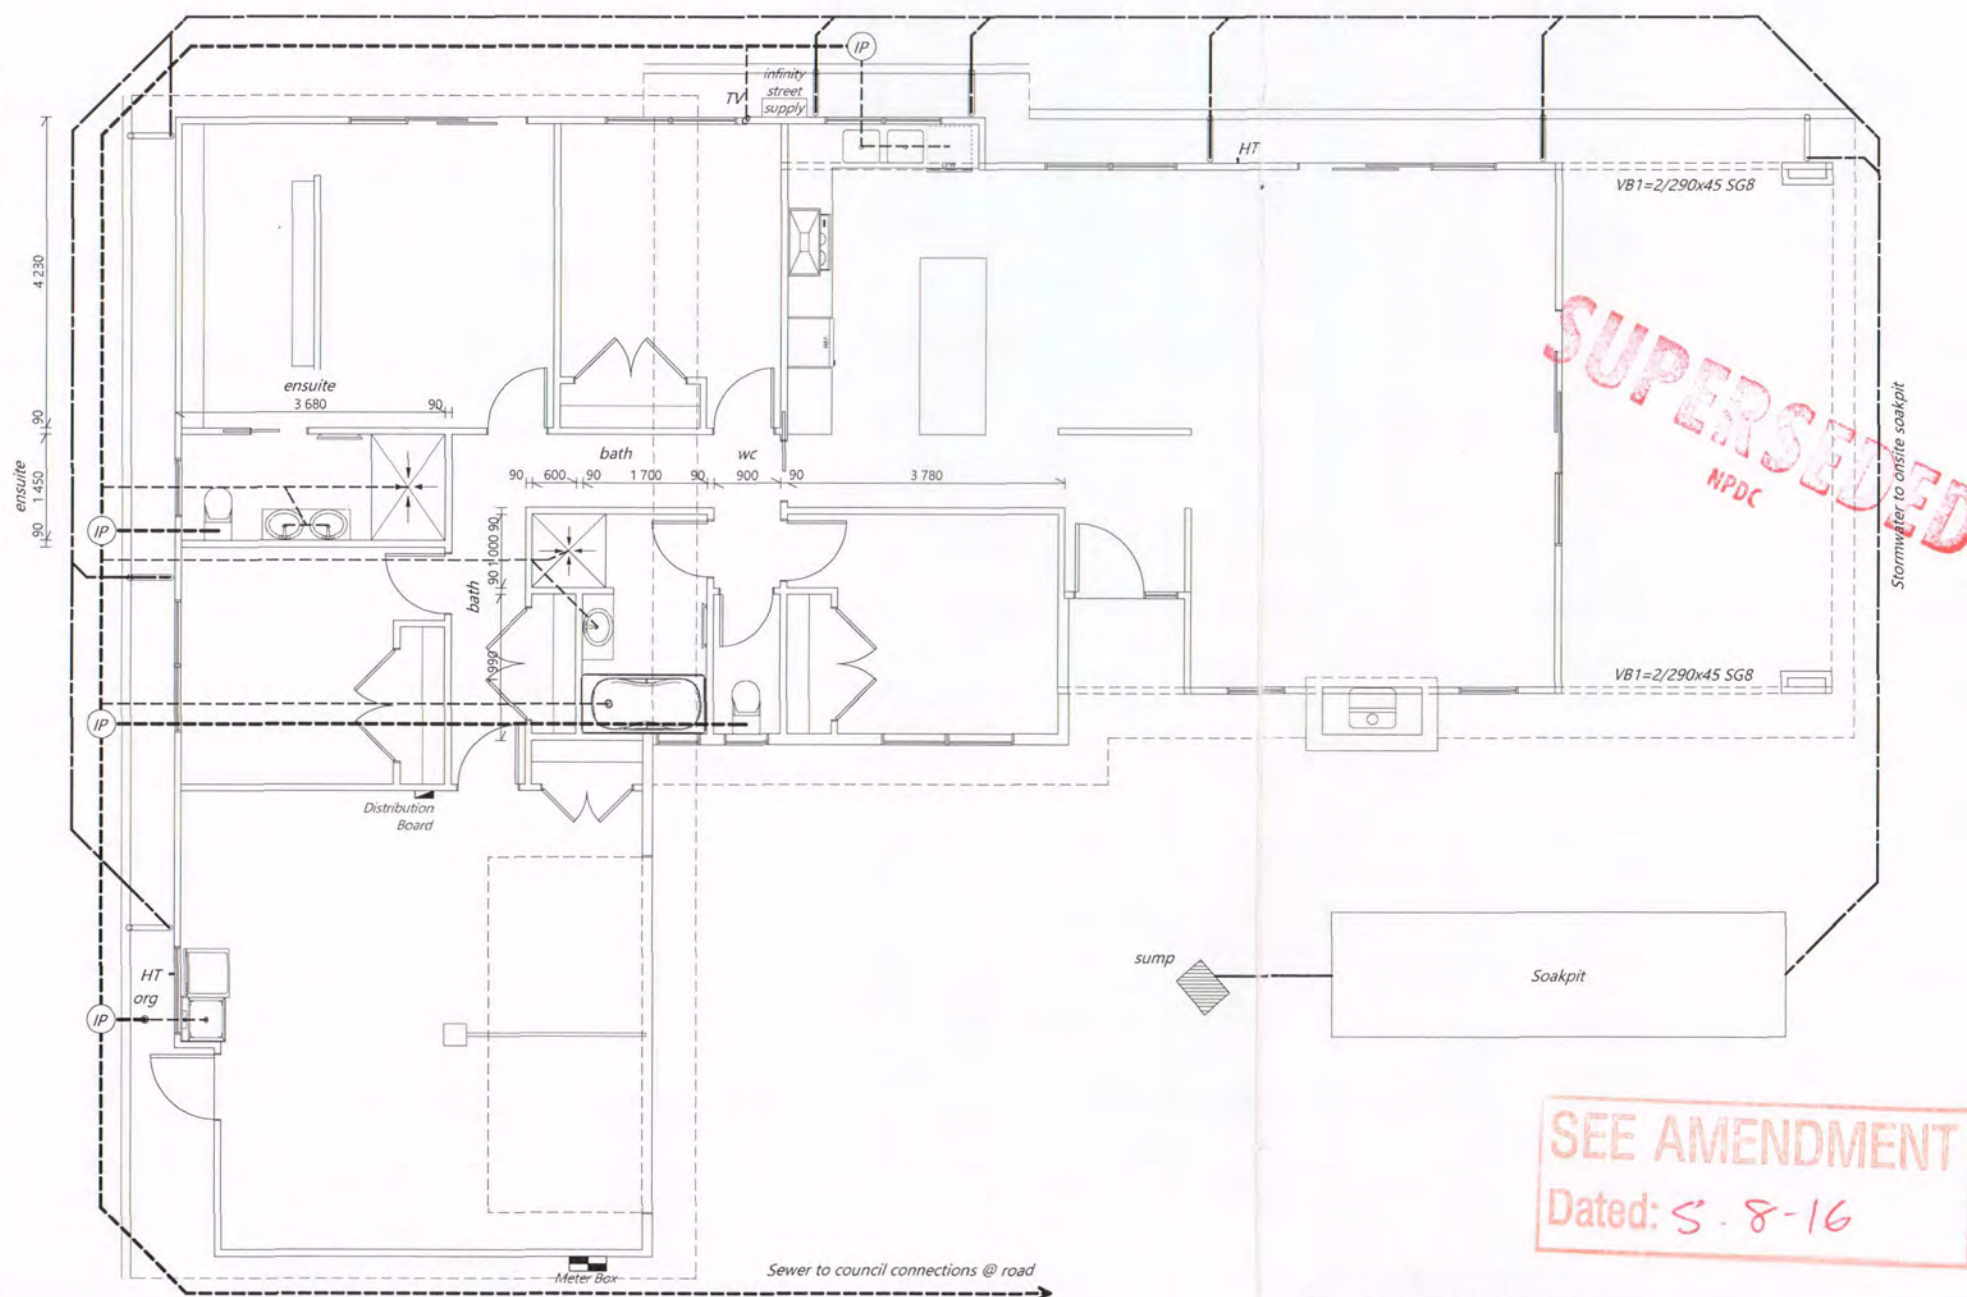 IP
infinity
street
supply
TV
HT
VB1=2/290x45 SG8
4 230
SUPERSEDED
NPDC
Stormwater to onsite soakpit
ensuite
3 680
90
90
bath
wc
90
600
90
1 700
90
900
90
3 780
ensuite
1 450
90
IP
90
1 000
90
bath
1 990
IP
VB1=2/290x45 SG8
Distribution
Board
sump
Soakpit
HT
org
IP
SEE AMENDMENT
Dated: 5.8-16
Meter Box
Sewer to council connections @ road